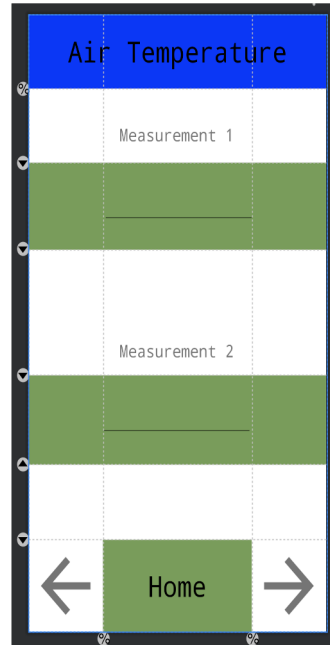 Air Temperature
%
Measurement 1
Measurement 2
Home
% %